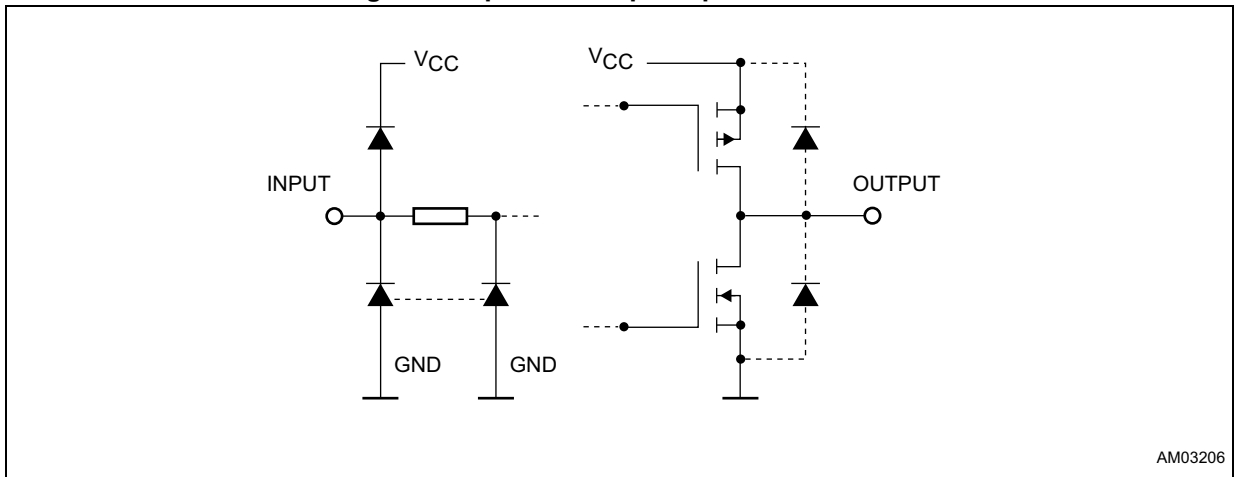 VCC
VCC
INPUT
OUTPUT
GND
GND
AM03206